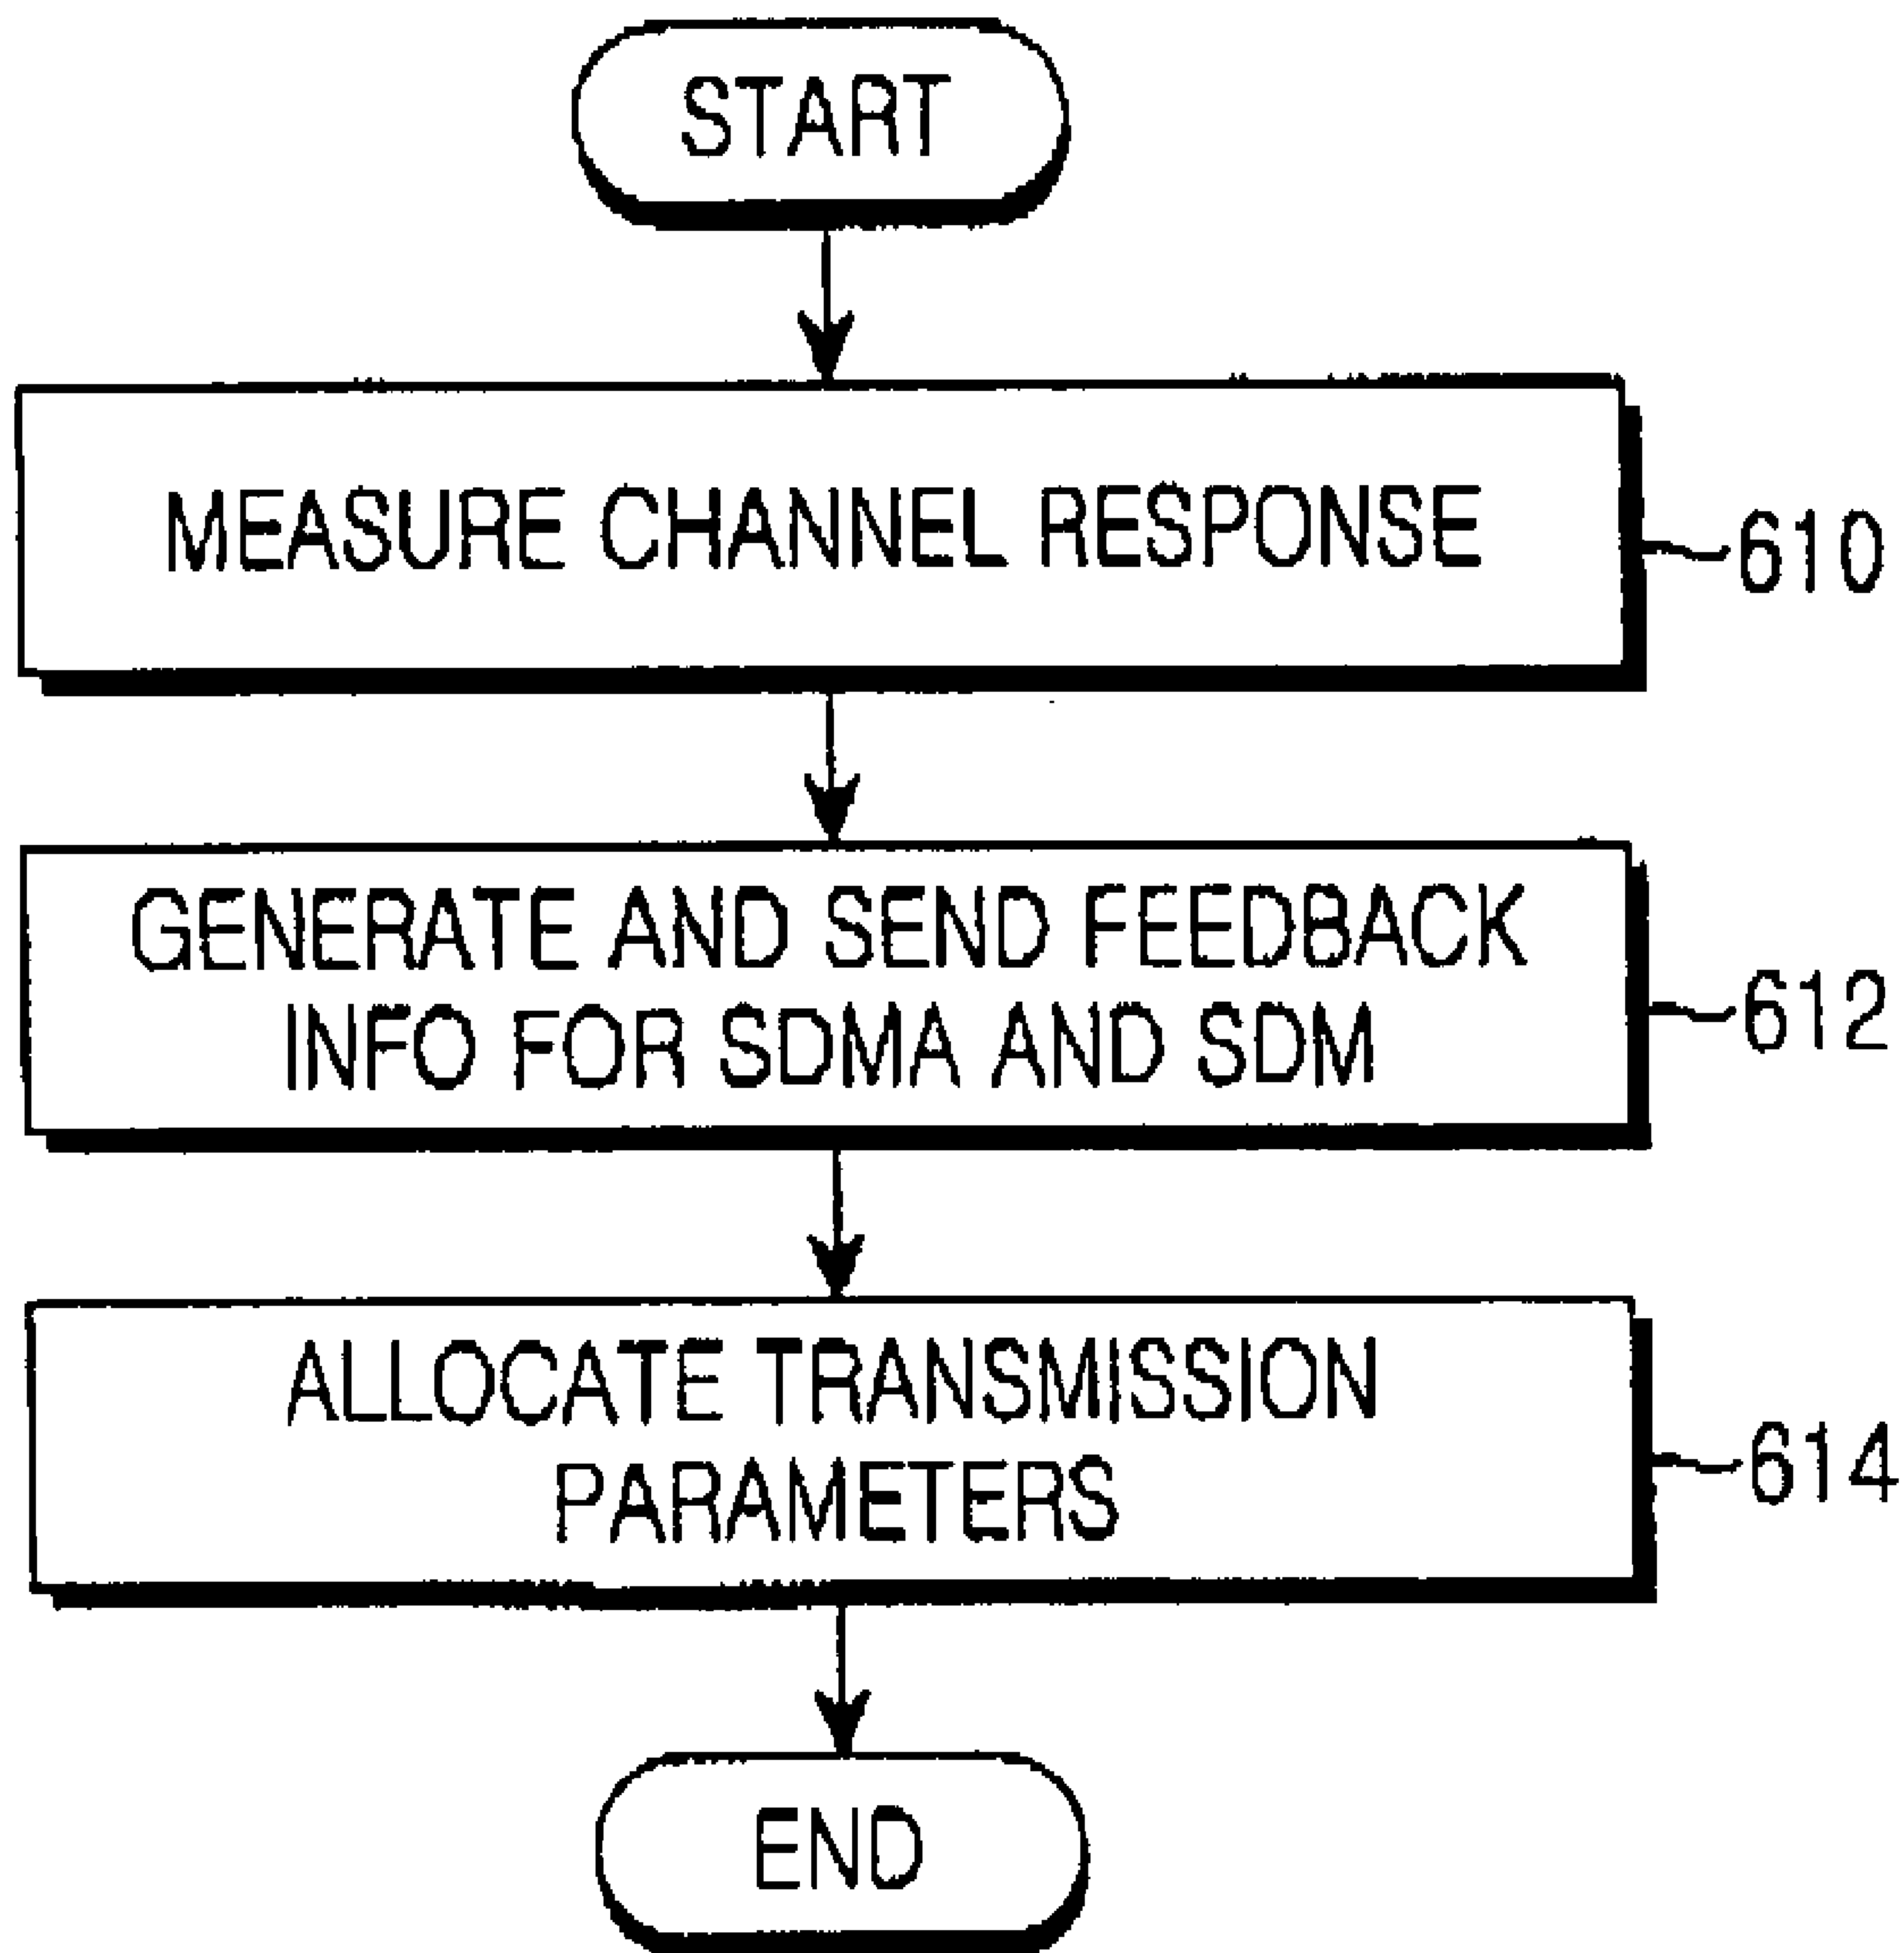 START
MEASURE CHANNEL RESPONSE
610
GENERATE AND SEND FEEDBACK
INFO FOR SDMA AND SDM
612
ALLOCATE TRANSMISSION
PARAMETERS
614
END